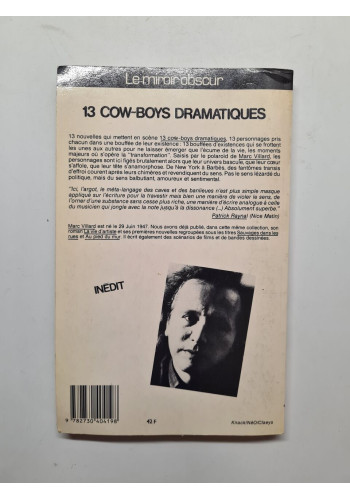 Le miroir obscur
13 COW-BOYS DRAMATIQUES
13 nouvelles qui mettent en scène 13 cow-boys dramatiques, 13 personnages pris
chacun dans une bouffée de leur existence: 13 bouffées d'existences qui se frottent
les unes aux autres pour ne laisser émerger que l'écume de la vie, les moments
majeurs où s'opère la "transformation". Saisis par le polaroid de Marc Villard, les
personnages sont ici figés brutalement alors que leur univers bascule, que leur cœur
s'affole, que leur tête s'anamorphose. De New York à Barbès, des fantômes transis
d'effroi courent après leurs chimères et revendiquent du sens. Pas le sens lézardé du
politique, mais du sens balbutiant, amoureux et sentimental.
"Ici, l'argot, le méta-langage des caves et des banlieues n'est plus simple masque
appliqué sur l'écriture pour la travestir mais bien une manière de violer le sens, de
l'orner d'une substance sans cesse plus riche, une manière d'écrire analogue à celle
du musicien qui jongle avec la note jusqu'à la dissonance (...) Absolument superbe."
Patrick Raynal (Nice Matin)
Marc Villard est né le 29 Juin 1947. Nous avons déjà publié, dans cette même collection, son
roman La vie d'artiste et ses premières nouvelles regroupées sous les titres Sauvages dans les
rues et Au pied du mur. Il écrit également des scénarios de films et de bandes dessinées.
INÉDIT
9 782730 404198
42 F